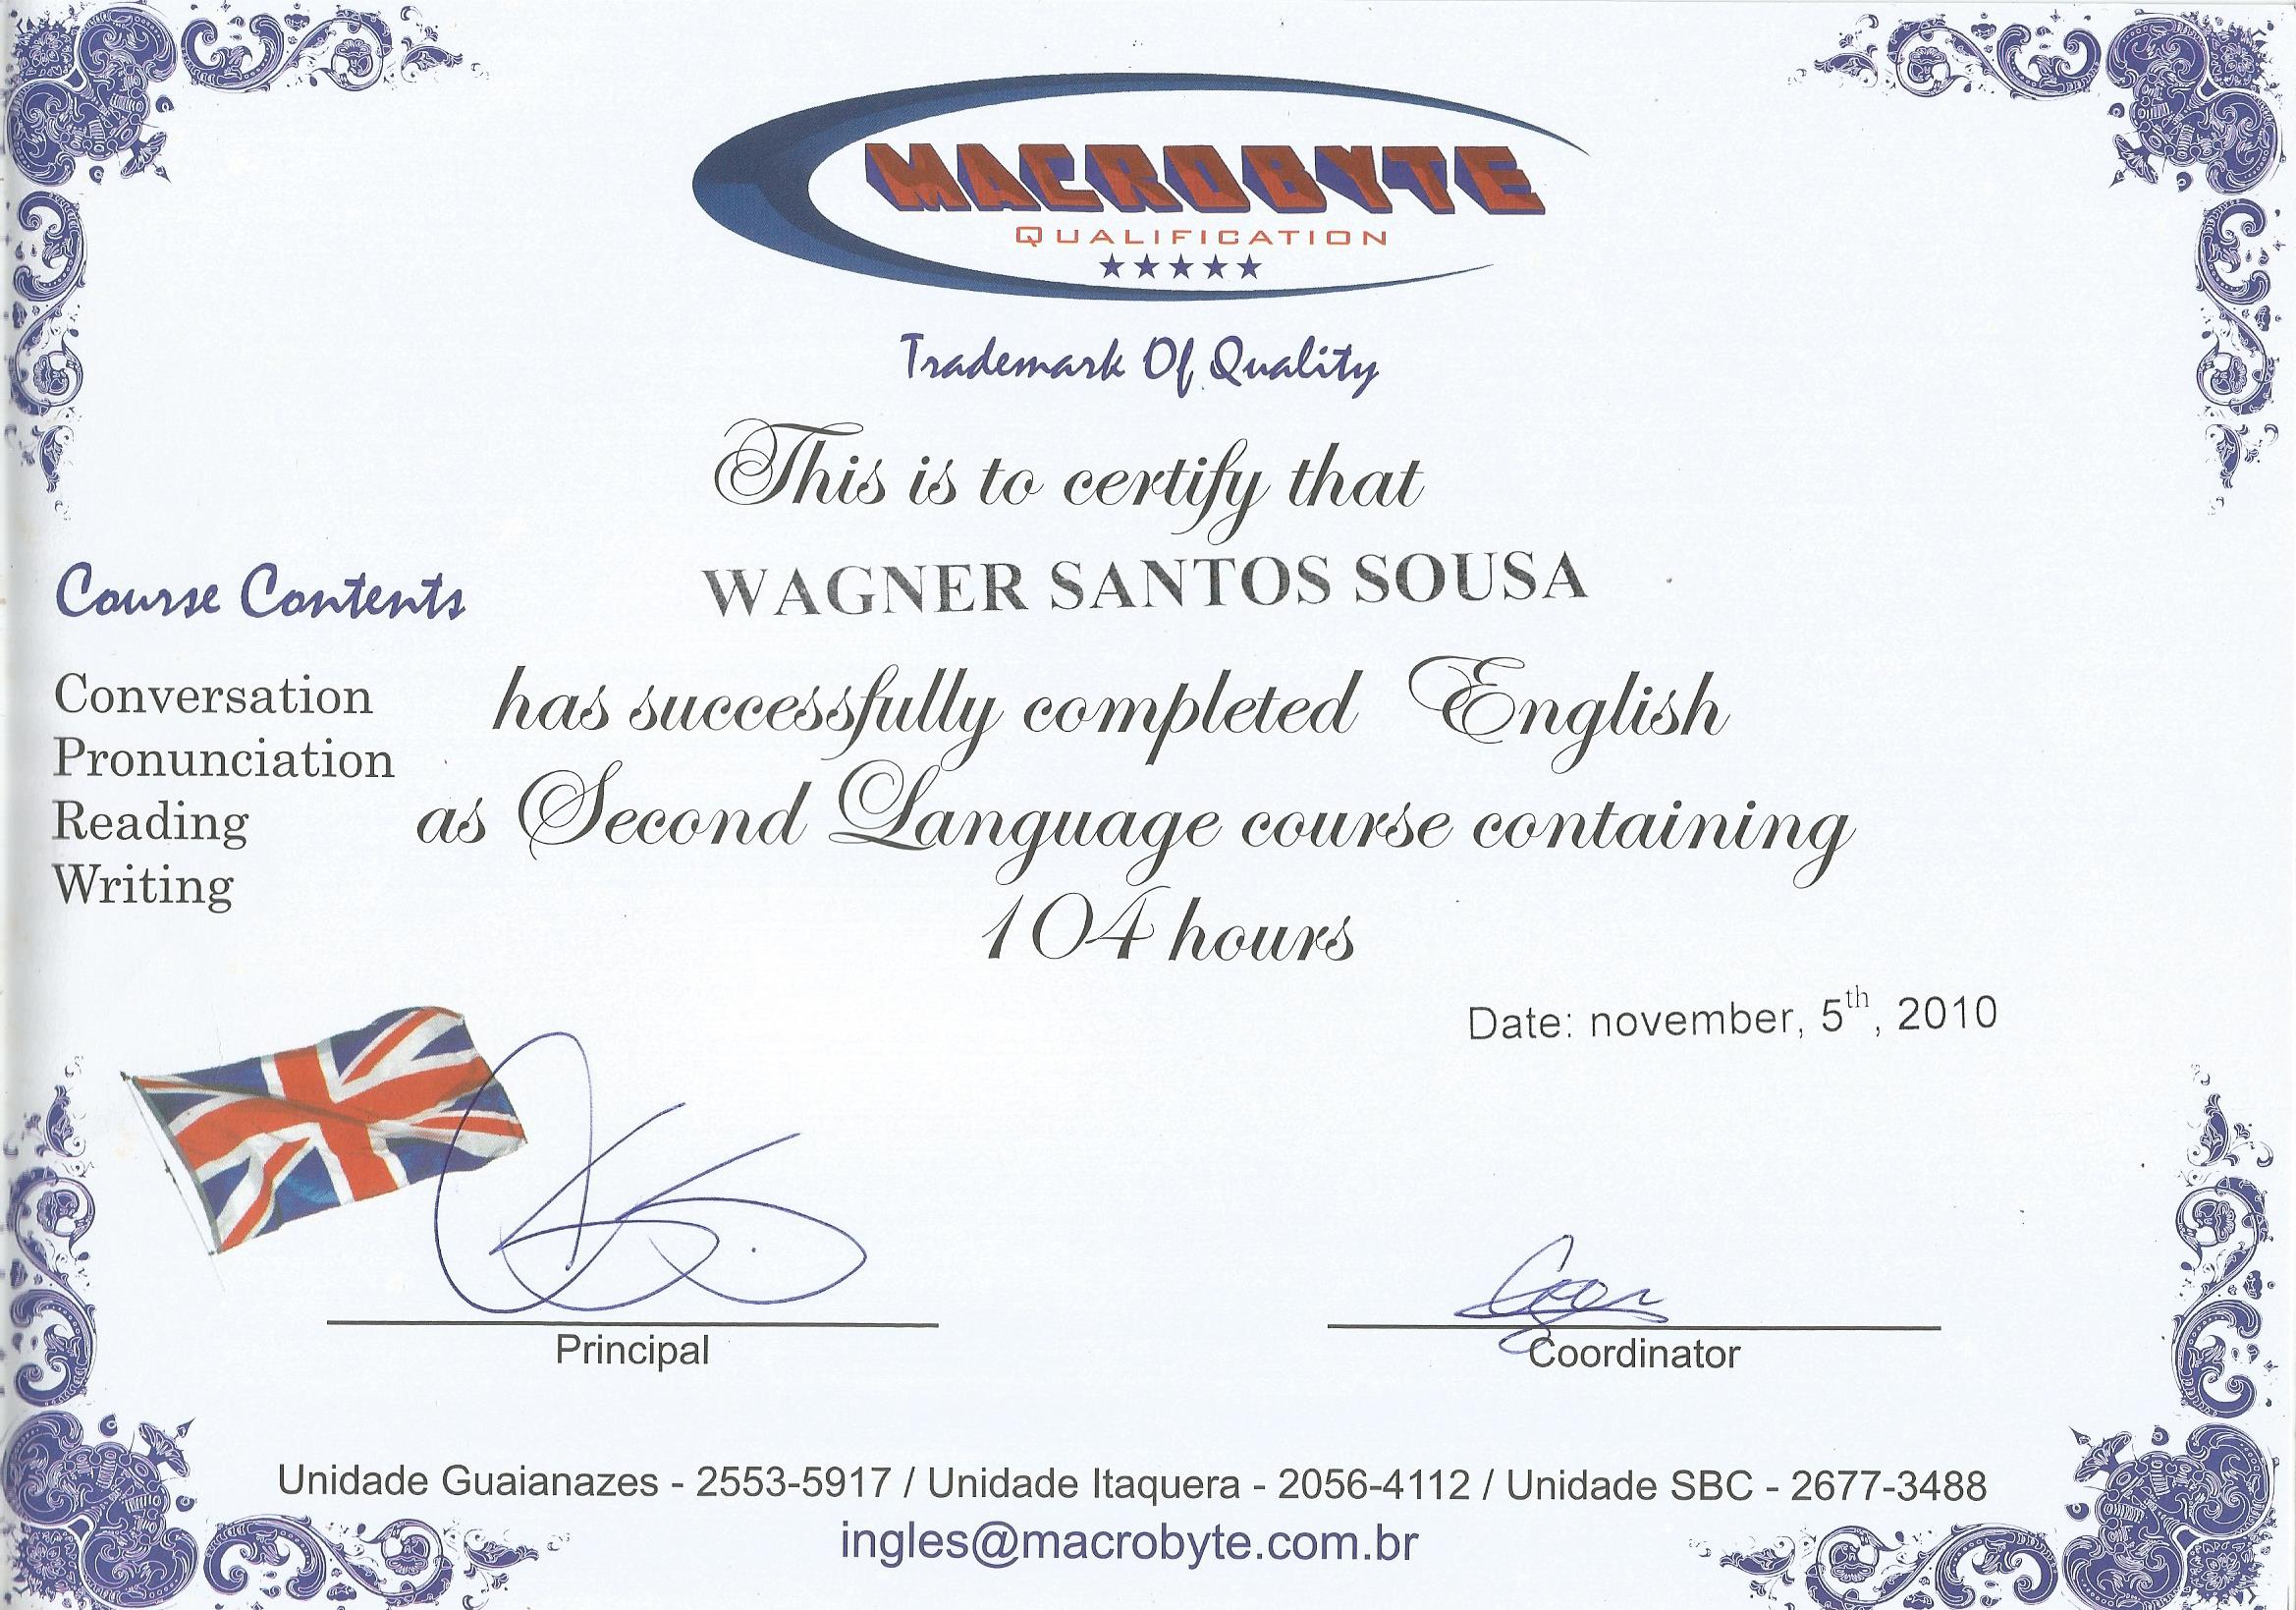 MACROBYTE
QUALIFICATION
Trademark Of Quality
This is to certify that
WAGNER SANTOS SOUSA
has successfully completed English
as Second Language course containing
104 hours
Course Contents
Conversation
Pronunciation
Reading
Writing
Date: november, 5th, 2010
Principal
Coordinator
Unidade Guaianazes - 2553-5917 / Unidade Itaquera - 2056-4112 / Unidade SBC - 2677-3488
ingles@macrobyte.com.br